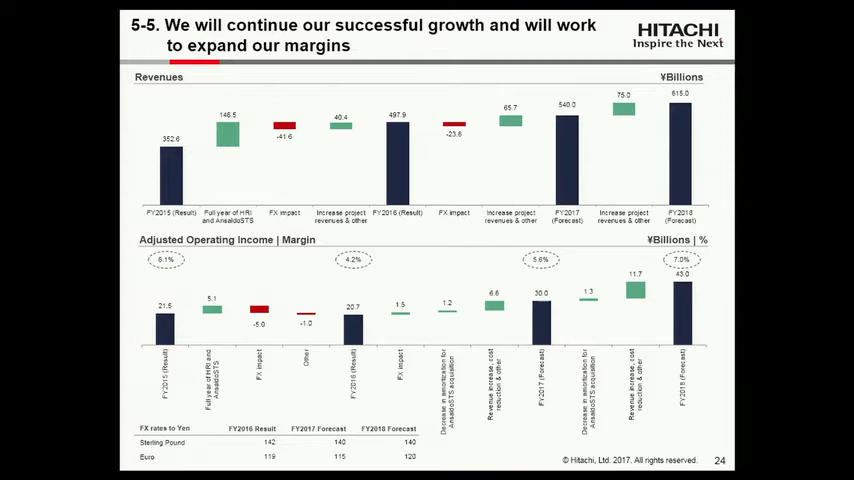 5-5. We will continue our successful growth and will work
to expand our margins
HITACHI
Inspire the Next
Revenues ¥Billions
352.6 146.5 -41.6 40.4 497.9 -23.6 65.7 540.0 75.0 615.0
FY2015 (Result) Full year of HRI and AnsaldoSTS FX impact Increase project revenues & other FY2016 (Result) FX impact Increase project revenues & other FY2017 (Forecast) Increase project revenues & other FY2018 (Forecast)
Adjusted Operating Income | Margin ¥Billions | %
6.1% 4.2% 5.6% 7.0%
21.5 5.1 -5.0 -1.0 20.7 1.5 1.2 6.6 30.0 1.3 11.7 43.0
FY2015 (Result)
Full year of HRI and
AnsaldoSTS
FX impact
Other
FY2016 (Result)
FX impact
Decrease in amortization for
AnsaldoSTS acquisition
Revenue increase, cost
reduction & other
FY2017 (Forecast)
Decrease in amortization for
AnsaldoSTS acquisition
Revenue increase, cost
reduction & other
FY2018 (Forecast)
FX rates to Yen FY2016 Result FY2017 Forecast FY2018 Forecast
Sterling Pound 142 140 140
Euro 119 115 120
© Hitachi, Ltd. 2017. All rights reserved. 24